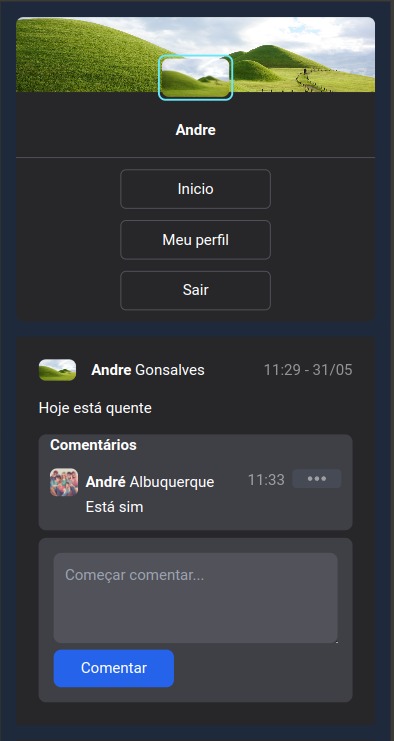 Andre
Inicio
Meu perfil
Sair
Andre Gonsalves 11:29 - 31/05
Hoje está quente
Comentários
André Albuquerque 11:33 •••
Está sim
Começar comentar...
Comentar